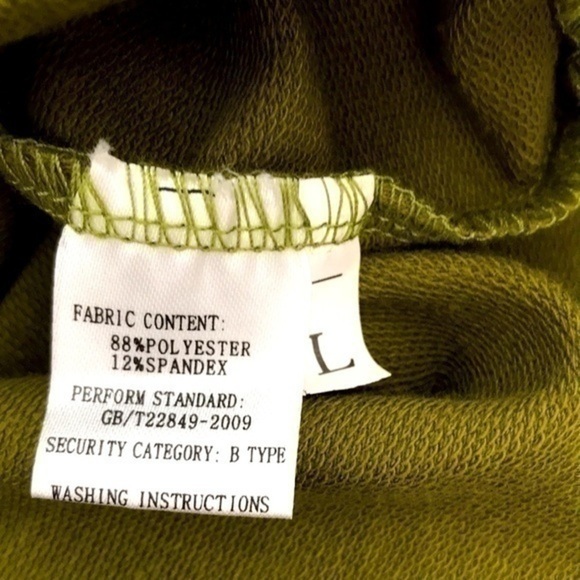 FABRIC CONTENT:
88%POLYESTER
12%SPANDEX
PERFORM STANDARD:
GB/T22849-2009
SECURITY CATEGORY: B TYPE
WASHING INSTRUCTIONS
L